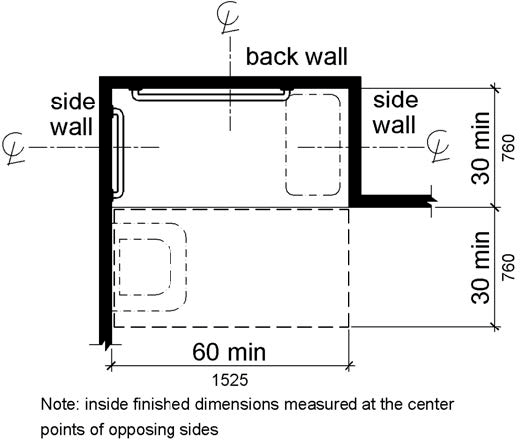 ℄
back wall
side
wall
side
wall
℄
℄
30 min
760
30 min
760
60 min
1525
Note: inside finished dimensions measured at the center
points of opposing sides